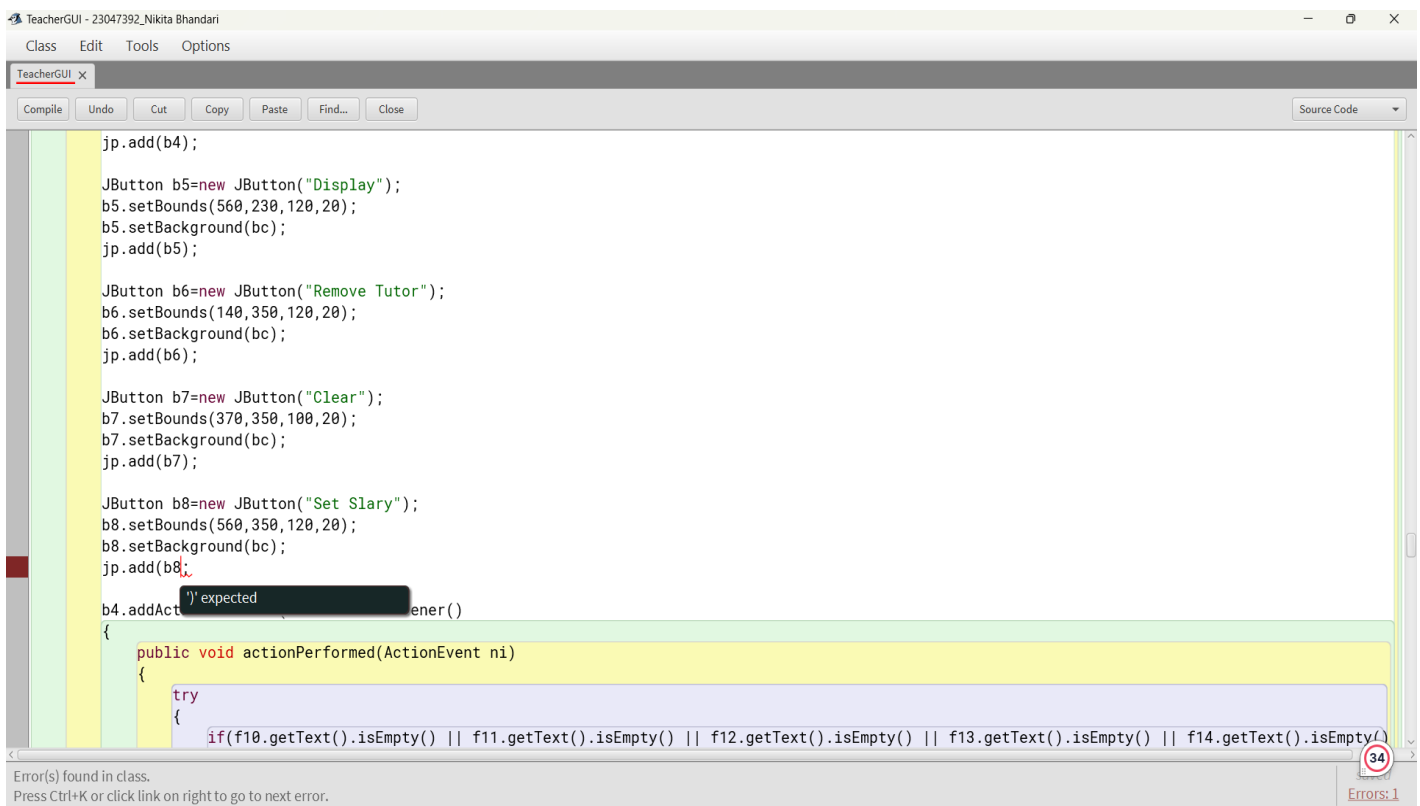 TeacherGUI - 23047392_Nikita Bhandari
Class Edit Tools Options
TeacherGUI
Compile Undo Cut Copy Paste Find... Close Source Code
jp.add(b4);
JButton b5=new JButton("Display");
b5.setBounds(560,230,120,20);
b5.setBackground(bc);
jp.add(b5);
JButton b6=new JButton("Remove Tutor");
b6.setBounds(140,350,120,20);
b6.setBackground(bc);
jp.add(b6);
JButton b7=new JButton("Clear");
b7.setBounds(370,350,100,20);
b7.setBackground(bc);
jp.add(b7);
JButton b8=new JButton("Set Slary");
b8.setBounds(560,350,120,20);
b8.setBackground(bc);
jp.add(b8;
')' expected
b4.addAct ener()
{
public void actionPerformed(ActionEvent ni)
{
try
{
if(f10.getText().isEmpty() || f11.getText().isEmpty() || f12.getText().isEmpty() || f13.getText().isEmpty() || f14.getText().isEmpty()
34
Error(s) found in class.
saved
Press Ctrl+K or click link on right to go to next error.
Errors: 1